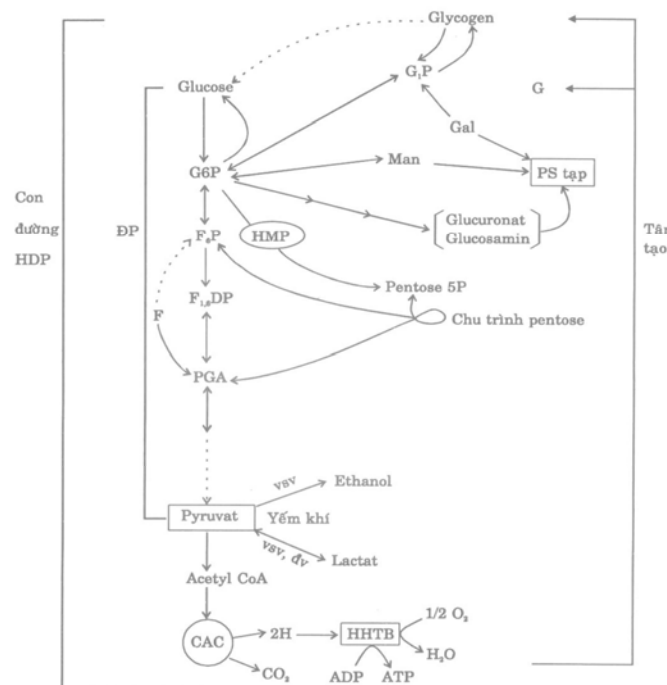 Glycogen
G₁P
Glucose
G
Gal
G6P
Man
PS tạp
Con
đường
HDP
ĐP
Glucuronat
Glucosamin
Tân
tạo
F₆P
HMP
Pentose 5P
F₁,₆DP
F
Chu trình pentose
PGA
vsv
Ethanol
Pyruvat
Yếm khí
vsv, đv
Lactat
Acetyl CoA
CAC
2H
HHTB
1/2 O₂
H₂O
CO₂
ADP
ATP